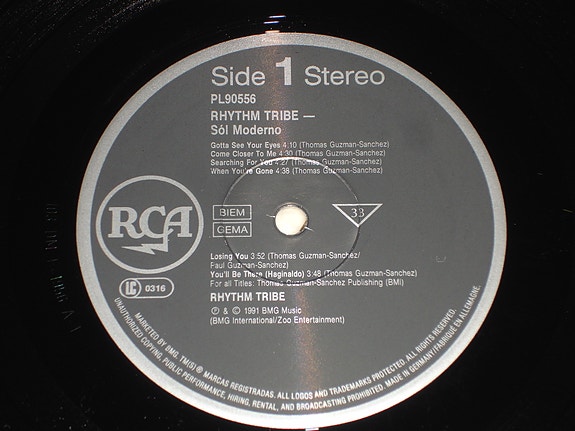 Side 1 Stereo
PL90556
RHYTHM TRIBE —
Sól Moderno
Gotta See Your Eyes 4:10 (Thomas Guzman-Sanchez)
Come Closer To Me 4:30 (Thomas Guzman-Sanchez)
Searching For You 4:27 (Thomas Guzman-Sanchez)
When You're Gone 4:38 (Thomas Guzman-Sanchez)
RCA
BIEM
GEMA
33
Losing You 3:52 (Thomas Guzman-Sanchez/
Faul Guzman-Sanchez)
You'll Be There (Haginaldo) 3:48 (Thomas Guzman-Sanchez)
For all Titles: Thomas Guzman-Sanchez Publishing (BMI)
LC 0316
RHYTHM TRIBE
℗ & © 1991 BMG Music
(BMG International/Zoo Entertainment)
MARKETED BY BMG. TM(S) ® MARCAS REGISTRADAS. ALL LOGOS AND TRADEMARKS PROTECTED. ALL RIGHTS RESERVED.
UNAUTHORIZED COPYING, PUBLIC PERFORMANCE, HIRING, RENTAL, AND BROADCASTING PROHIBITED. MADE IN GERMANY/FABRIQUÉ EN ALLEMAGNE.